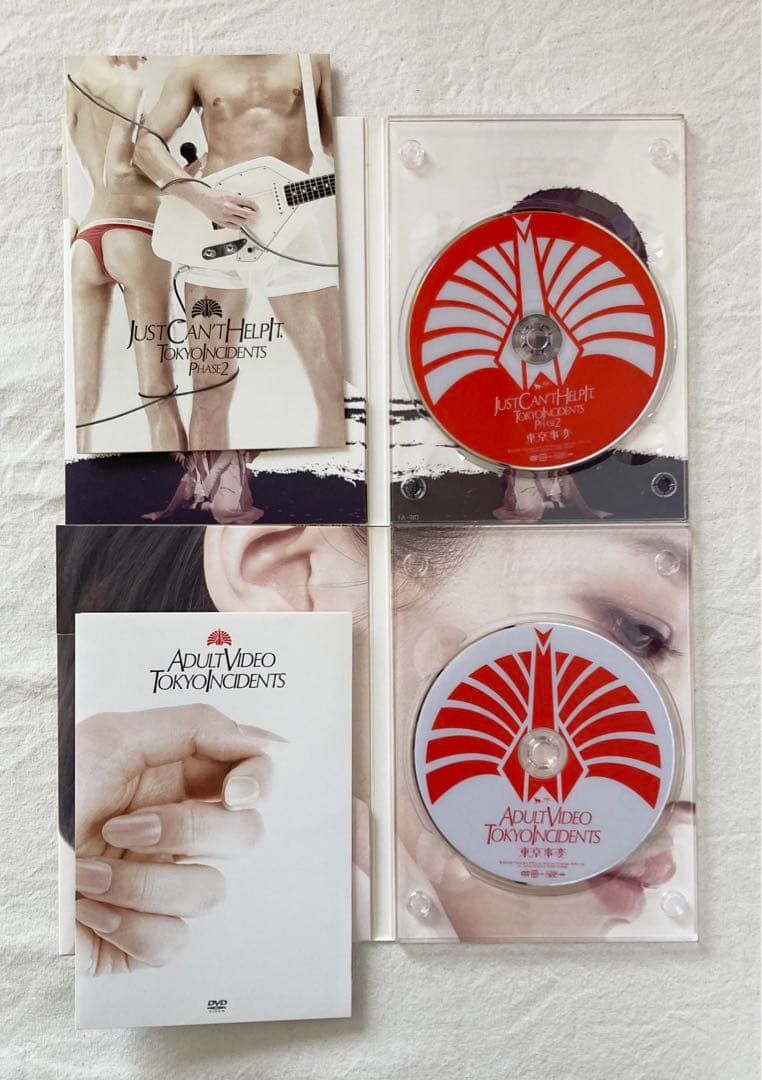 JUST CAN'T HELP IT.
TOKYO INCIDENTS
PHASE2
JUST CAN'T HELP IT.
TOKYO INCIDENTS
PHASE2
東京事変
ADULT VIDEO
TOKYO INCIDENTS
DVD
VIDEO
ADULT VIDEO
TOKYO INCIDENTS
東京事変